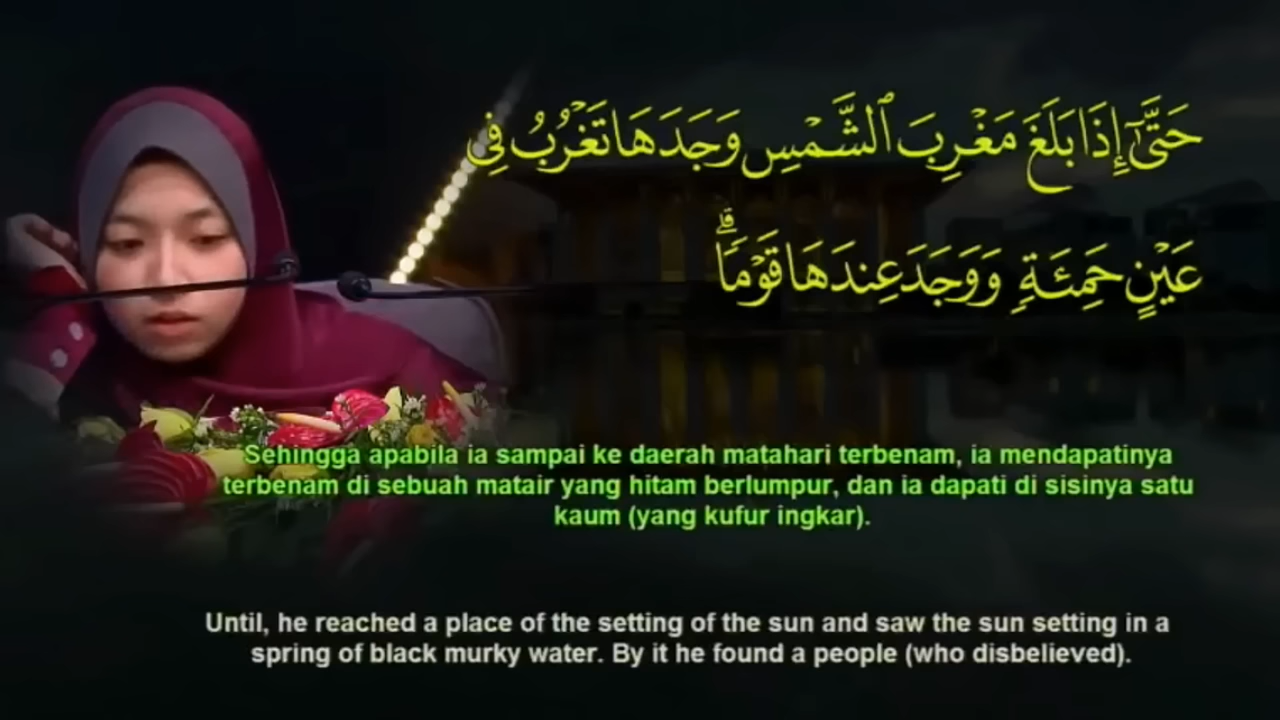 حَتَّىٰٓ إِذَا بَلَغَ مَغْرِبَ ٱلشَّمْسِ وَجَدَهَا تَغْرُبُ فِى
عَيْنٍ حَمِئَةٍ وَوَجَدَ عِندَهَا قَوْمًا ۗ
Sehingga apabila ia sampai ke daerah matahari terbenam, ia mendapatinya
terbenam di sebuah matair yang hitam berlumpur, dan ia dapati di sisinya satu
kaum (yang kufur ingkar).
Until, he reached a place of the setting of the sun and saw the sun setting in a
spring of black murky water. By it he found a people (who disbelieved).